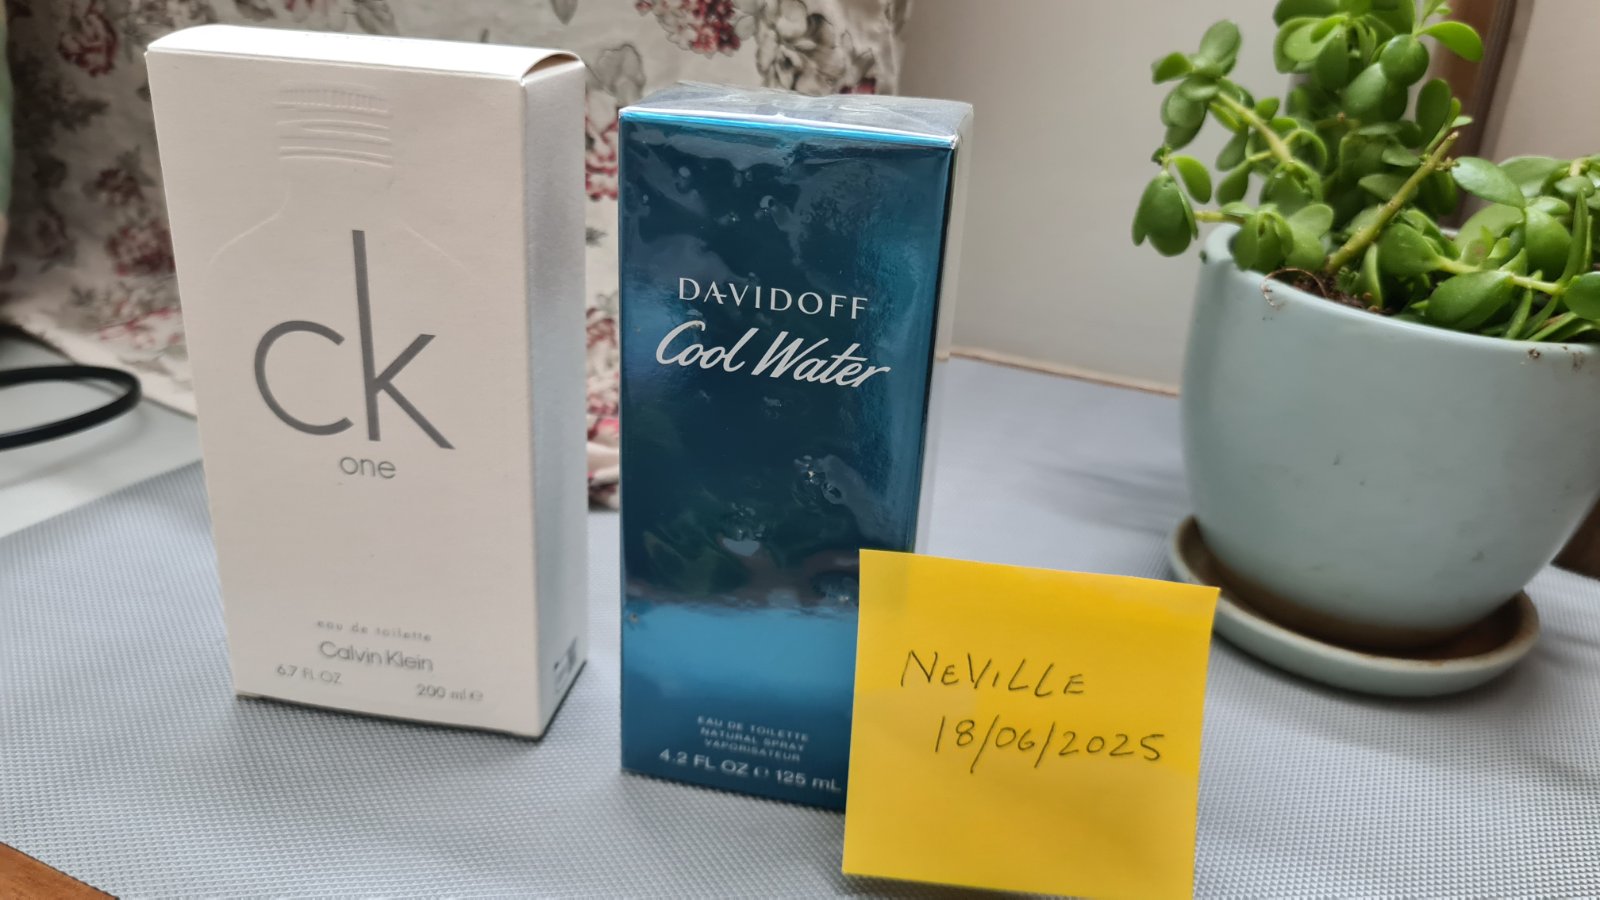 ck
one
eau de toilette
Calvin Klein
6.7 FL OZ
200 ml e
DAVIDOFF
Cool Water
EAU DE TOILETTE
NATURAL SPRAY
VAPORISATEUR
4.2 FL OZ e 125 mL
NEVILLE
18/06/2025